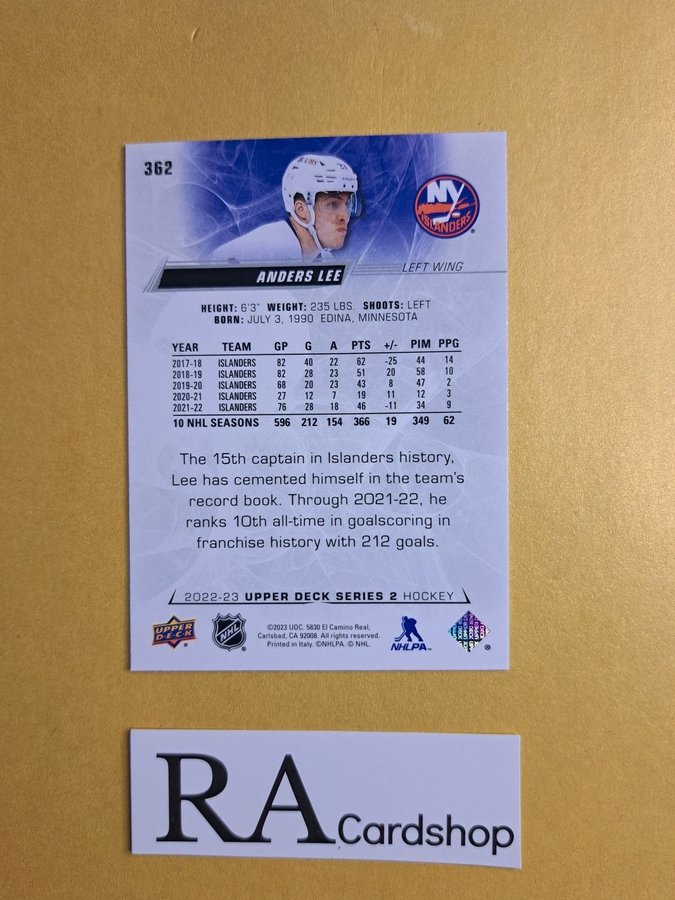 362
UBS 27
NY
ISLANDERS
ANDERS LEE
LEFT WING
HEIGHT: 6'3" WEIGHT: 235 LBS. SHOOTS: LEFT
BORN: JULY 3, 1990 EDINA, MINNESOTA
YEAR TEAM GP G A PTS +/- PIM PPG
2017-18 ISLANDERS 82 40 22 62 -25 44 14
2018-19 ISLANDERS 82 28 23 51 20 58 10
2019-20 ISLANDERS 68 20 23 43 8 47 2
2020-21 ISLANDERS 27 12 7 19 11 12 3
2021-22 ISLANDERS 76 28 18 46 -11 34 9
10 NHL SEASONS 596 212 154 366 19 349 62
The 15th captain in Islanders history,
Lee has cemented himself in the team's
record book. Through 2021-22, he
ranks 10th all-time in goalscoring in
franchise history with 212 goals.
2022-23 UPPER DECK SERIES 2 HOCKEY
UPPER DECK
NHL
©2023 UDC. 5830 El Camino Real,
Carlsbad, CA 92008. All rights reserved.
Printed in Italy. ©NHLPA. © NHL.
NHLPA™
®
RA Cardshop